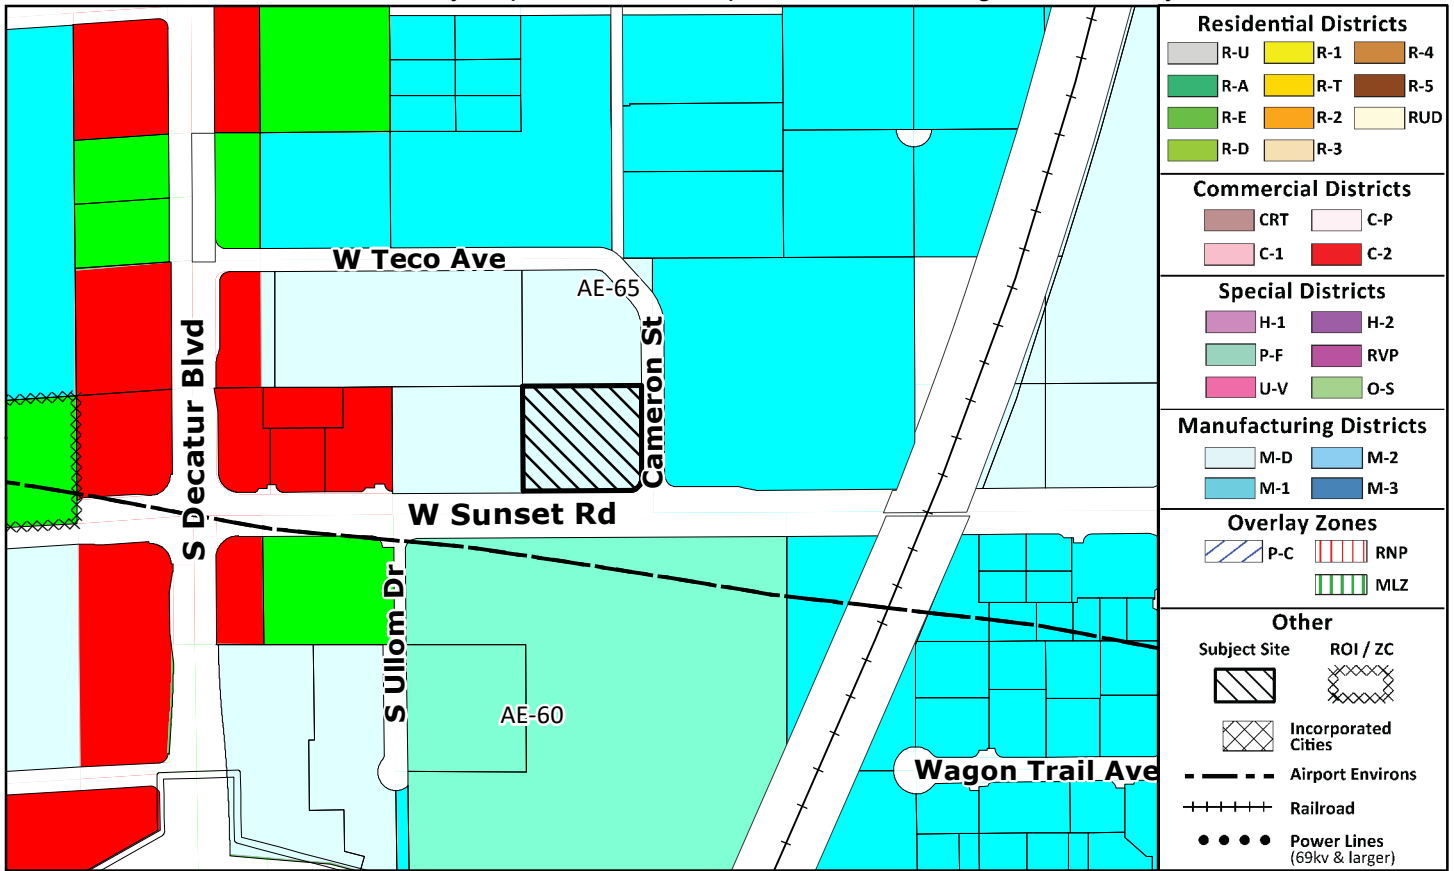 W Teco Ave
AE-65
Cameron St
S Decatur Blvd
W Sunset Rd
S Ullom Dr
AE-60
Wagon Trail Ave
Residential Districts
R-U R-1 R-4
R-A R-T R-5
R-E R-2 RUD
R-D R-3
Commercial Districts
CRT C-P
C-1 C-2
Special Districts
H-1 H-2
P-F RVP
U-V O-S
Manufacturing Districts
M-D M-2
M-1 M-3
Overlay Zones
P-C RNP
MLZ
Other
Subject Site ROI / ZC
Incorporated
Cities
Airport Environs
Railroad
Power Lines
(69kv & larger)